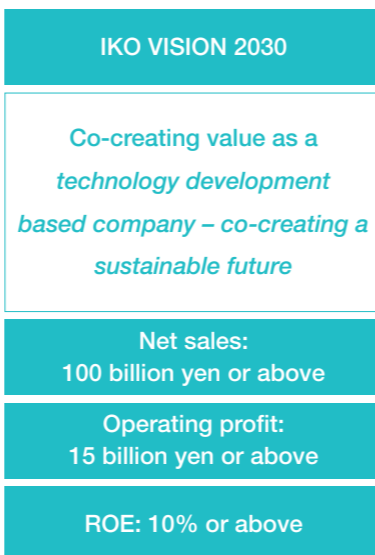 IKO VISION 2030
Co-creating value as a
technology development
based company – co-creating a
sustainable future
Net sales:
100 billion yen or above
Operating profit:
15 billion yen or above
ROE: 10% or above